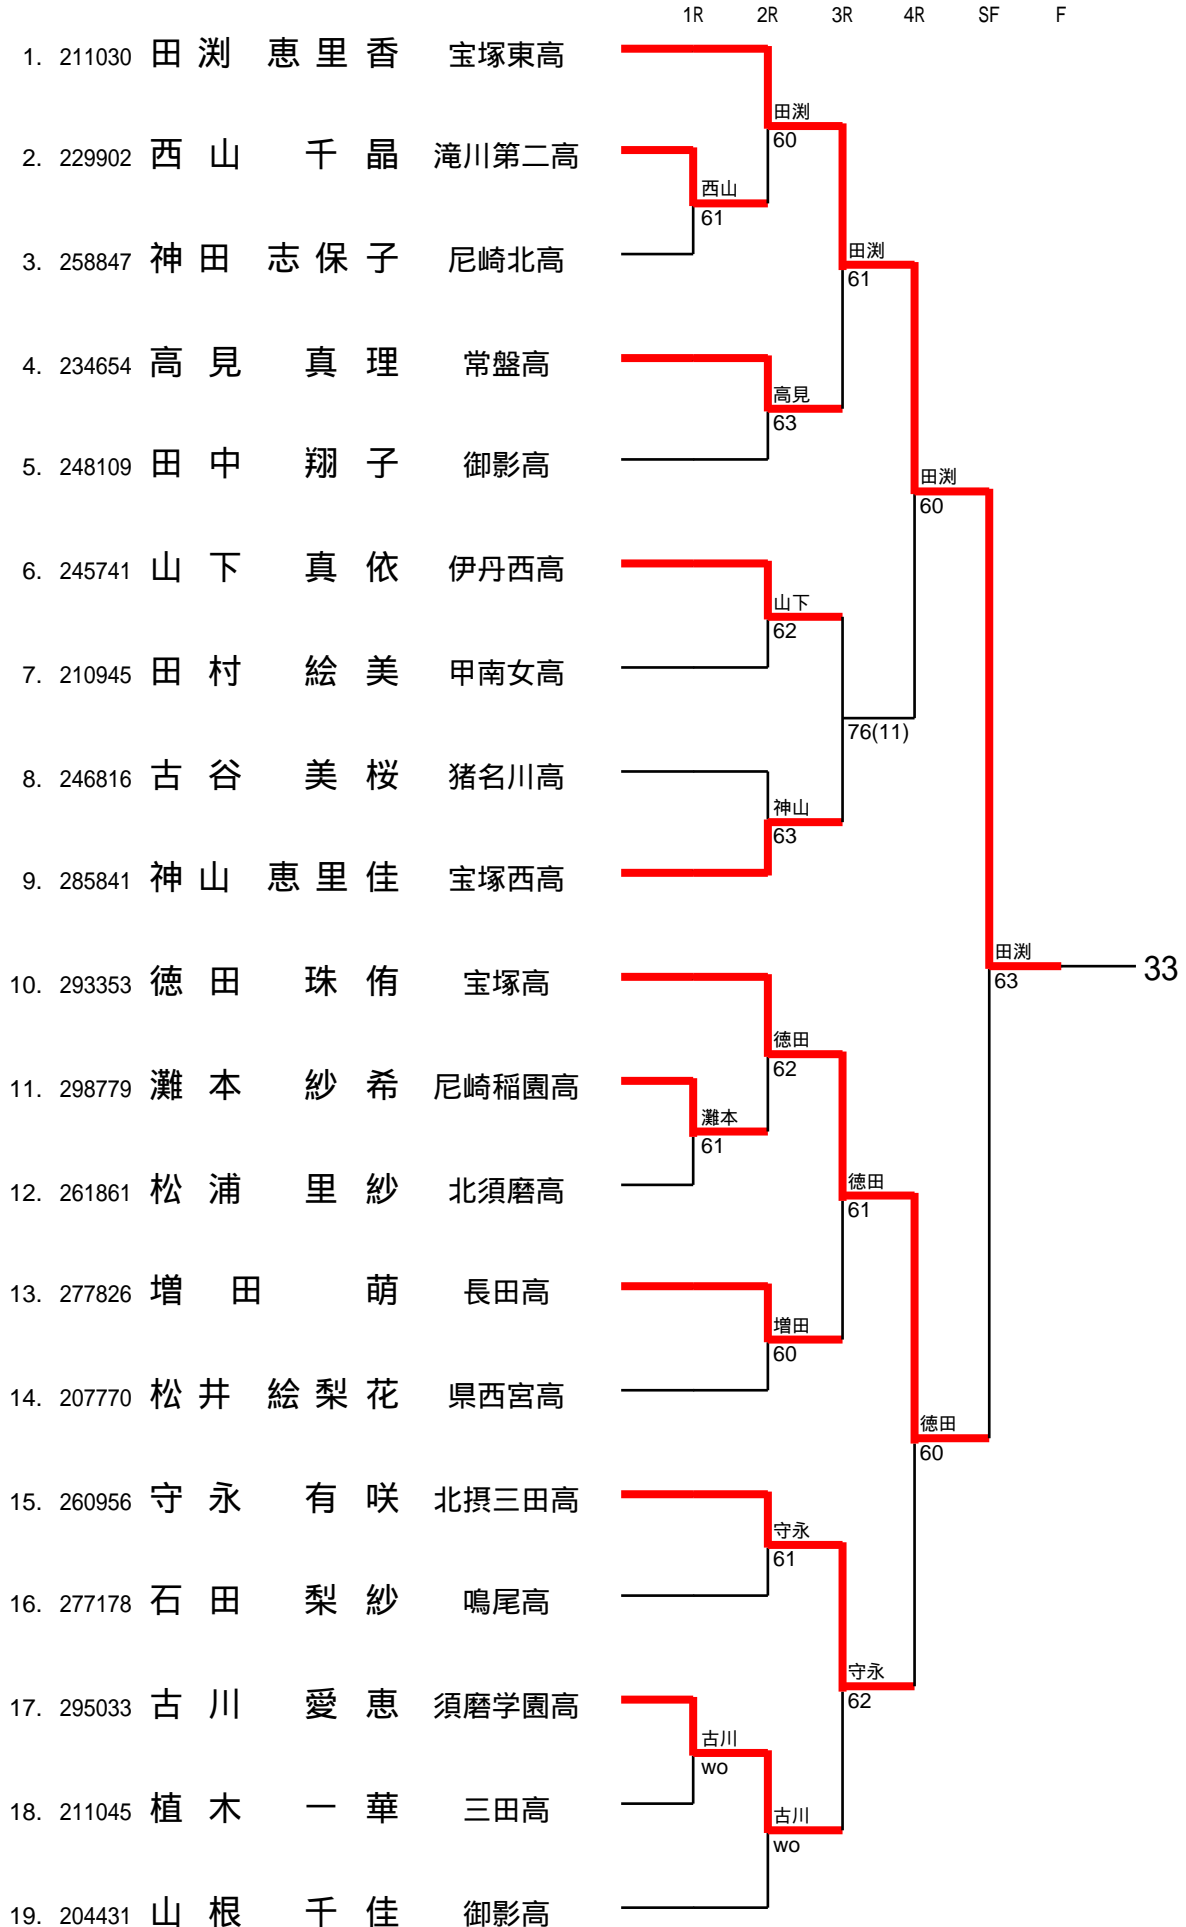 1R 2R 3R 4R SF F
1. 211030 田渕 恵里香 宝塚東高
田渕
60
2. 229902 西山 千晶 滝川第二高
西山
61
3. 258847 神田 志保子 尼崎北高
田渕
61
4. 234654 高見 真理 常盤高
高見
63
5. 248109 田中 翔子 御影高
田渕
60
6. 245741 山下 真依 伊丹西高
山下
62
7. 210945 田村 絵美 甲南女高
76(11)
8. 246816 古谷 美桜 猪名川高
神山
63
9. 285841 神山 恵里佳 宝塚西高
田渕
63
33
10. 293353 徳田 珠侑 宝塚高
徳田
62
11. 298779 灘本 紗希 尼崎稲園高
灘本
61
12. 261861 松浦 里紗 北須磨高
徳田
61
13. 277826 増田 萌 長田高
増田
60
14. 207770 松井 絵梨花 県西宮高
徳田
60
15. 260956 守永 有咲 北摂三田高
守永
61
16. 277178 石田 梨紗 鳴尾高
守永
62
17. 295033 古川 愛恵 須磨学園高
古川
wo
18. 211045 植木 一華 三田高
古川
wo
19. 204431 山根 千佳 御影高